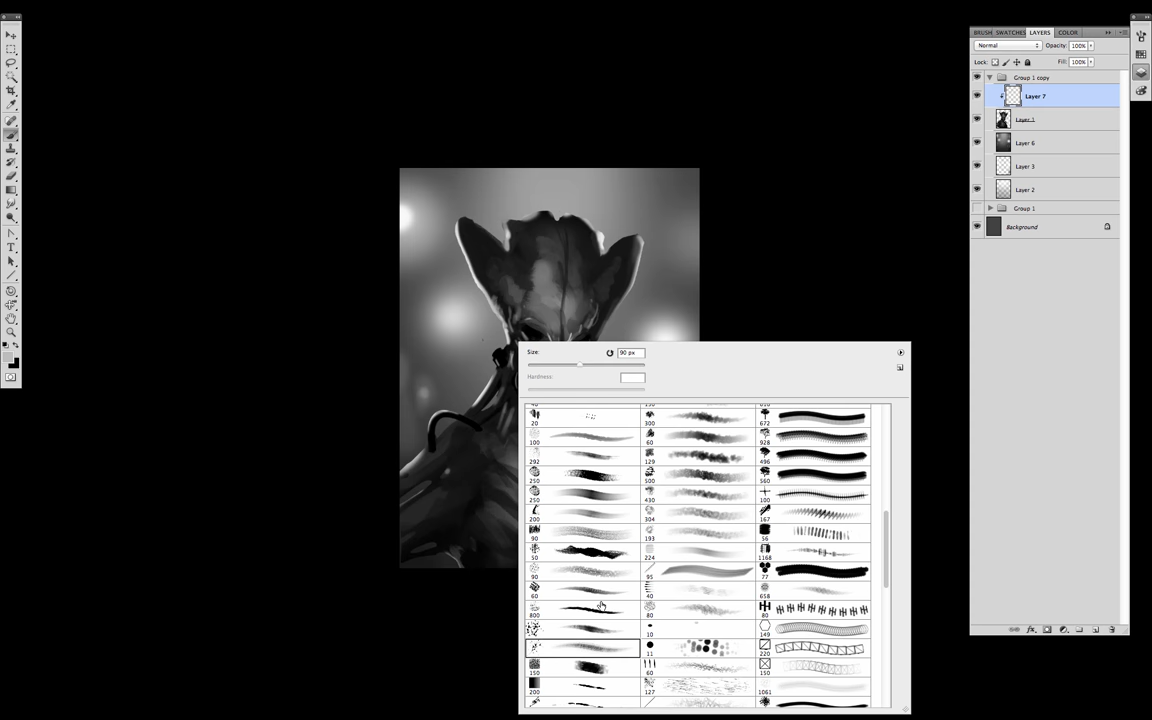 BRUSH SWATCHES LAYERS COLOR
Normal Opacity: 100%
Lock: Fill: 100%
Group 1 copy
Layer 7
Layer 1
Layer 6
Layer 3
Layer 2
Group 1
Background
Size: 90 px
Hardness:
20 300 672
100 60 928
292 129 496
250 500 560
250 430 100
200 304 167
90 193 56
50 224 1168
90 95 77
60 40 658
800 80 80
10 149
11 220
150 60 150
200 127 1061
fx
T